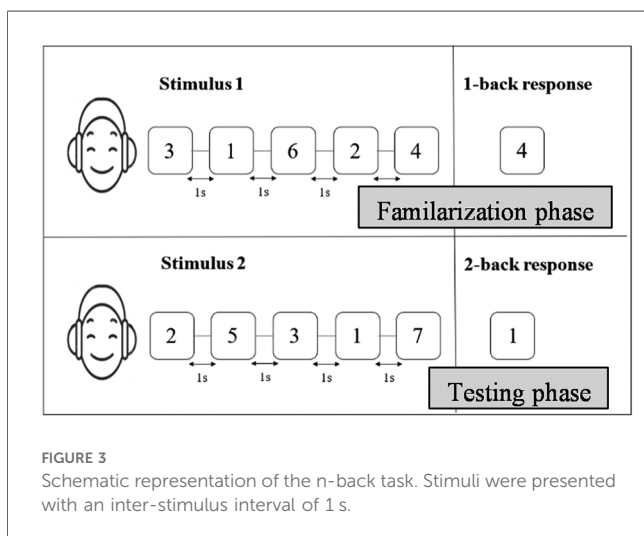 Stimulus 1
1-back response
3 1 6 2 4
4
1s 1s 1s
Familarization phase
Stimulus 2
2-back response
2 5 3 1 7
1
1s 1s 1s 1s
Testing phase
FIGURE 3
Schematic representation of the n-back task. Stimuli were presented
with an inter-stimulus interval of 1 s.